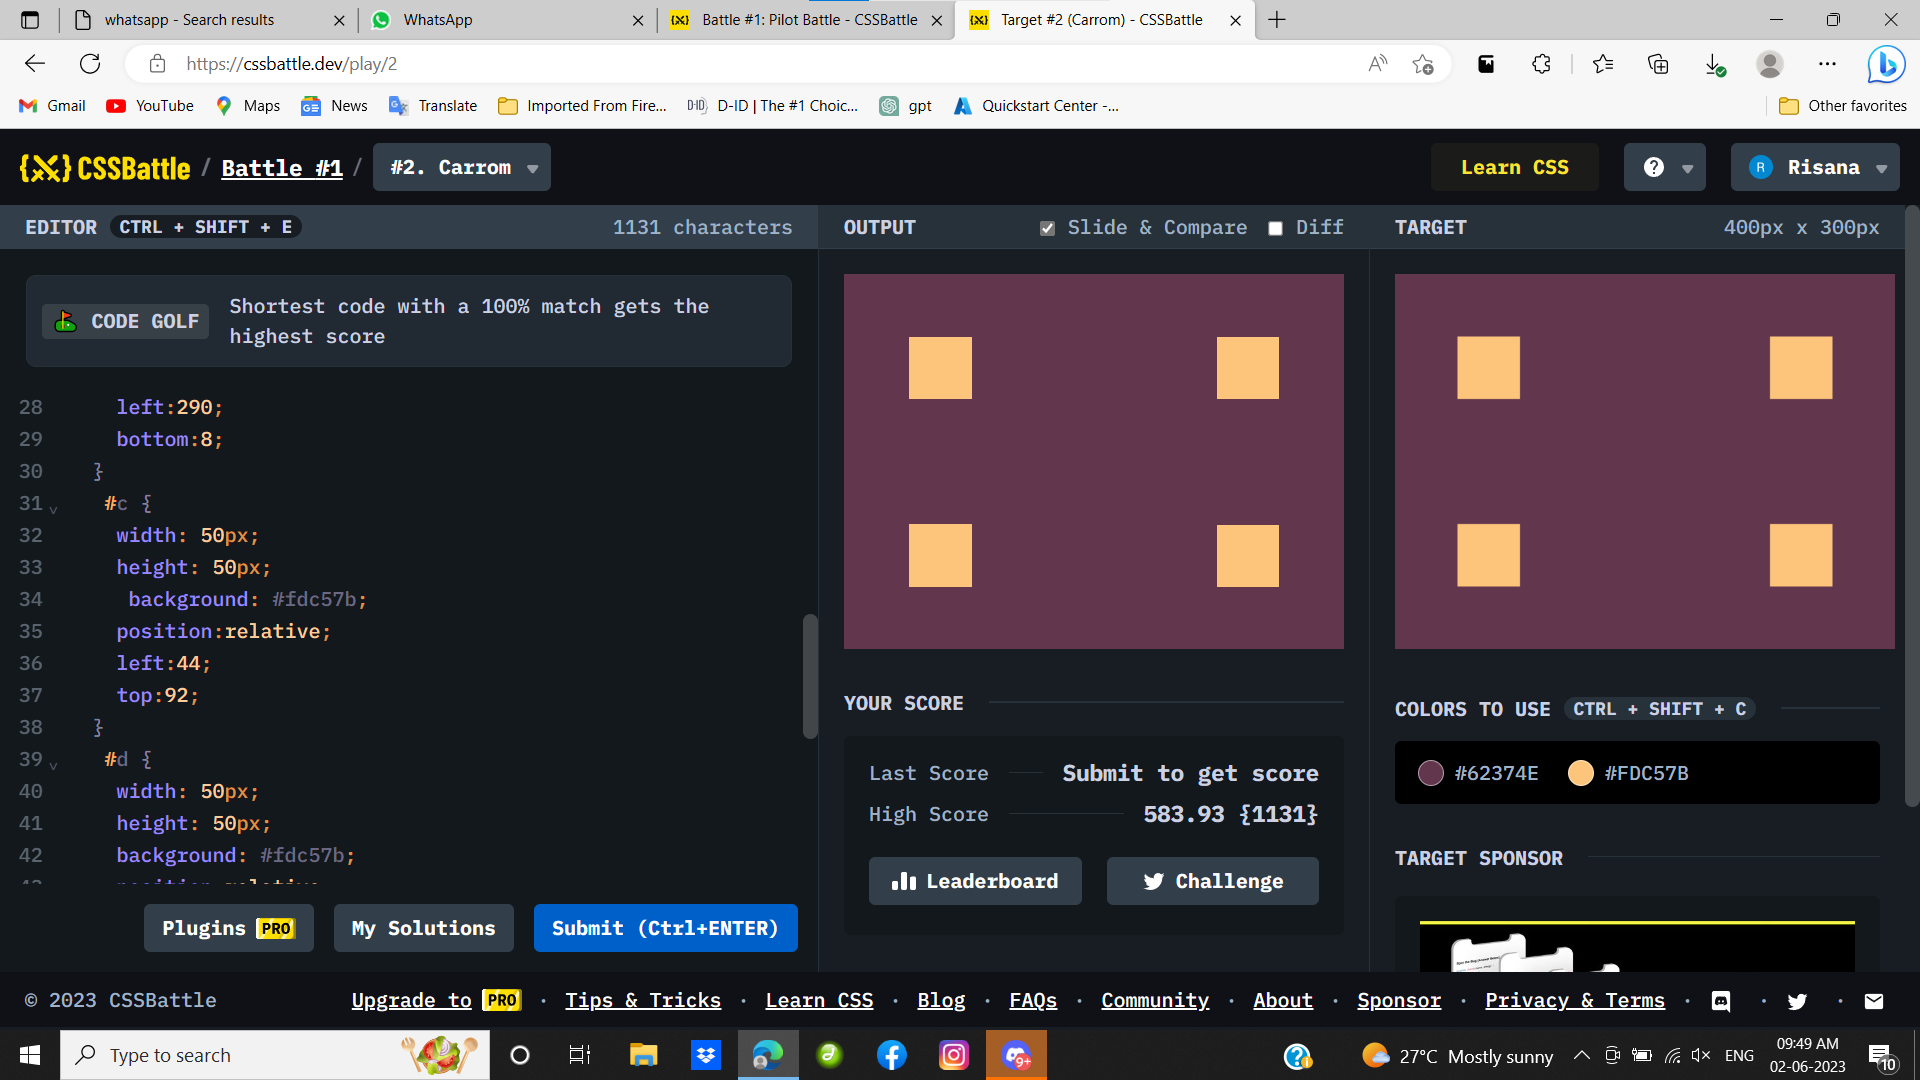 whatsapp - Search results
WhatsApp
Battle #1: Pilot Battle - CSSBattle
Target #2 (Carrom) - CSSBattle
https://cssbattle.dev/play/2
Gmail
YouTube
Maps
News
Translate
Imported From Fire...
D-ID | The #1 Choic...
gpt
Quickstart Center -...
Other favorites
CSSBattle / Battle #1 / #2. Carrom
Learn CSS
?
R Risana
EDITOR CTRL + SHIFT + E
1131 characters
OUTPUT
Slide & Compare
Diff
TARGET
400px x 300px
CODE GOLF
Shortest code with a 100% match gets the
highest score
28 left:290;
29 bottom:8;
30 }
31 #c {
32 width: 50px;
33 height: 50px;
34 background: #fdc57b;
35 position:relative;
36 left:44;
37 top:92;
38 }
39 #d {
40 width: 50px;
41 height: 50px;
42 background: #fdc57b;
Plugins PRO
My Solutions
Submit (Ctrl+ENTER)
YOUR SCORE
Last Score
Submit to get score
High Score
583.93 {1131}
Leaderboard
Challenge
COLORS TO USE CTRL + SHIFT + C
#62374E
#FDC57B
TARGET SPONSOR
© 2023 CSSBattle
Upgrade to PRO · Tips & Tricks · Learn CSS · Blog · FAQs · Community · About · Sponsor · Privacy & Terms
Type to search
9+
27°C Mostly sunny
ENG
09:49 AM
02-06-2023
10